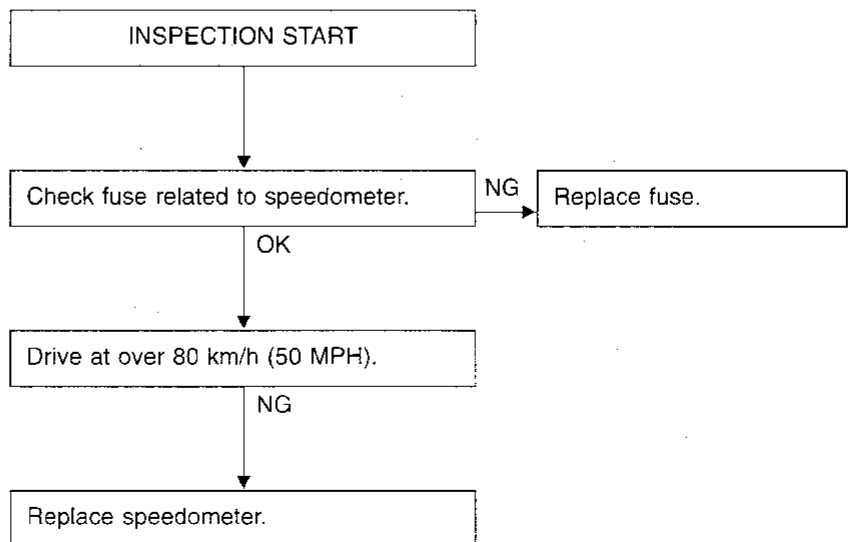 INSPECTION START
Check fuse related to speedometer.
NG
Replace fuse.
OK
Drive at over 80 km/h (50 MPH).
NG
Replace speedometer.